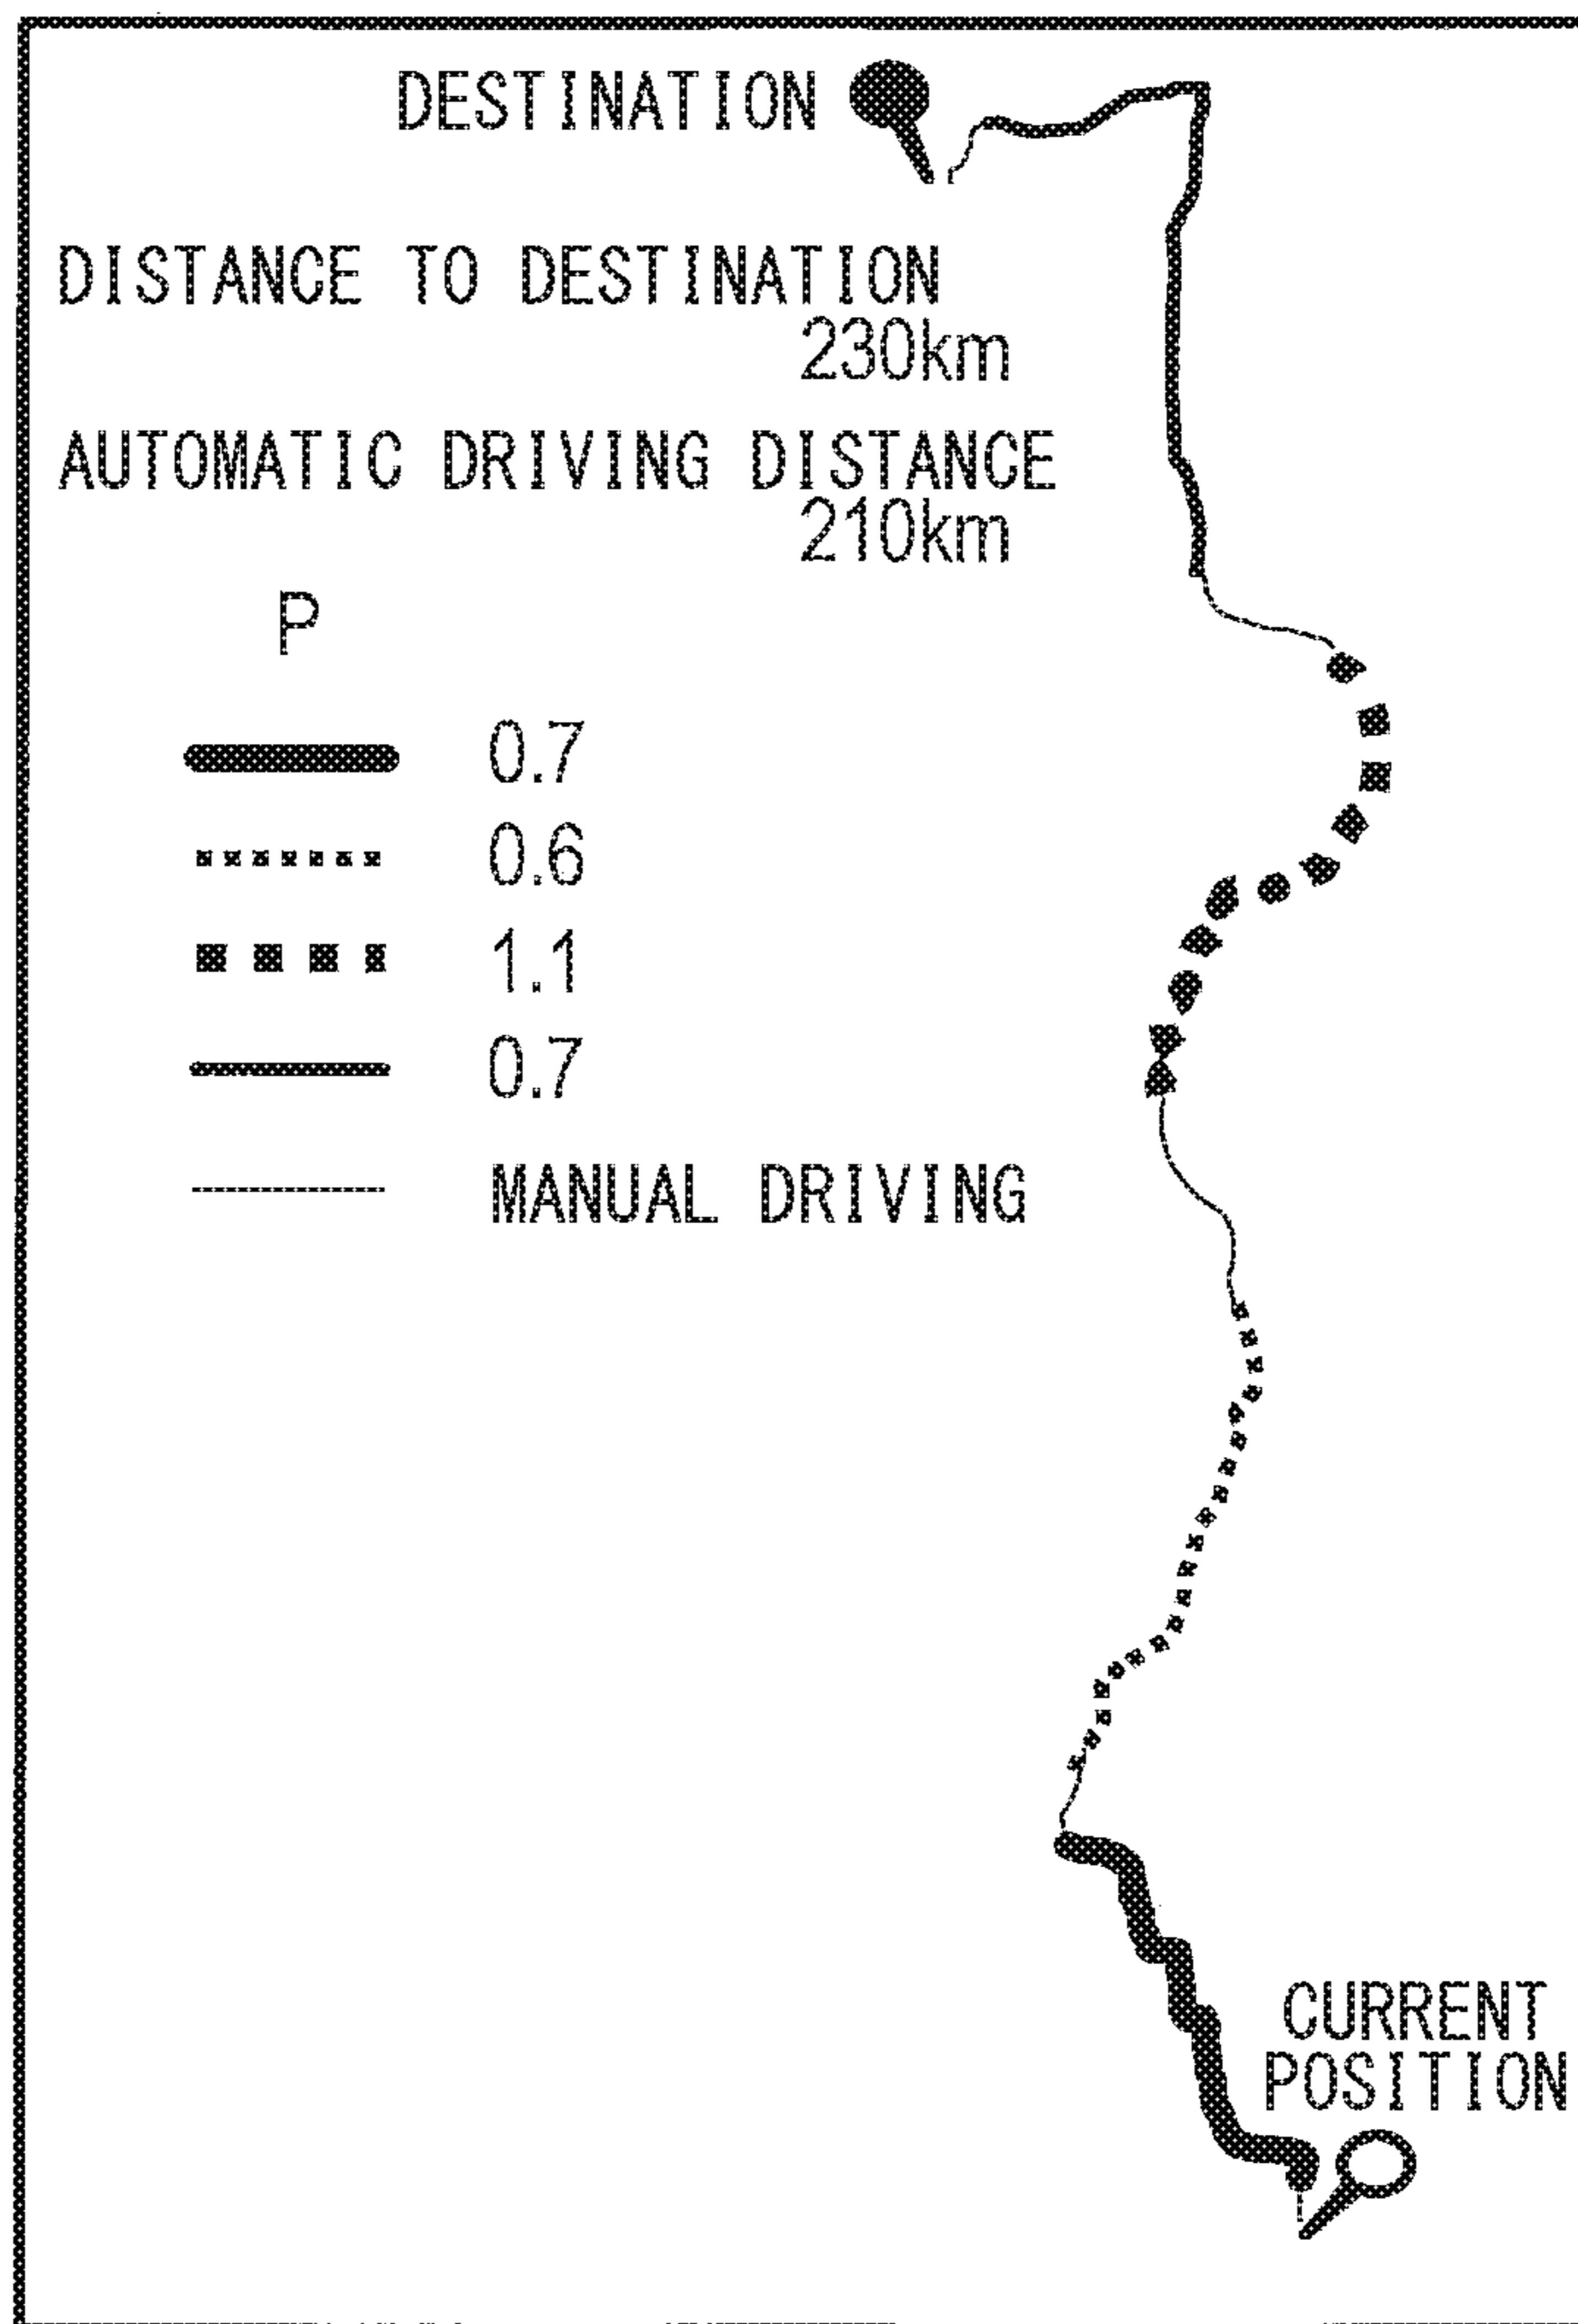 DESTINATION
DISTANCE TO DESTINATION
230km
AUTOMATIC DRIVING DISTANCE
210km
P
0.7
0.6
1.1
0.7
MANUAL DRIVING
CURRENT
POSITION